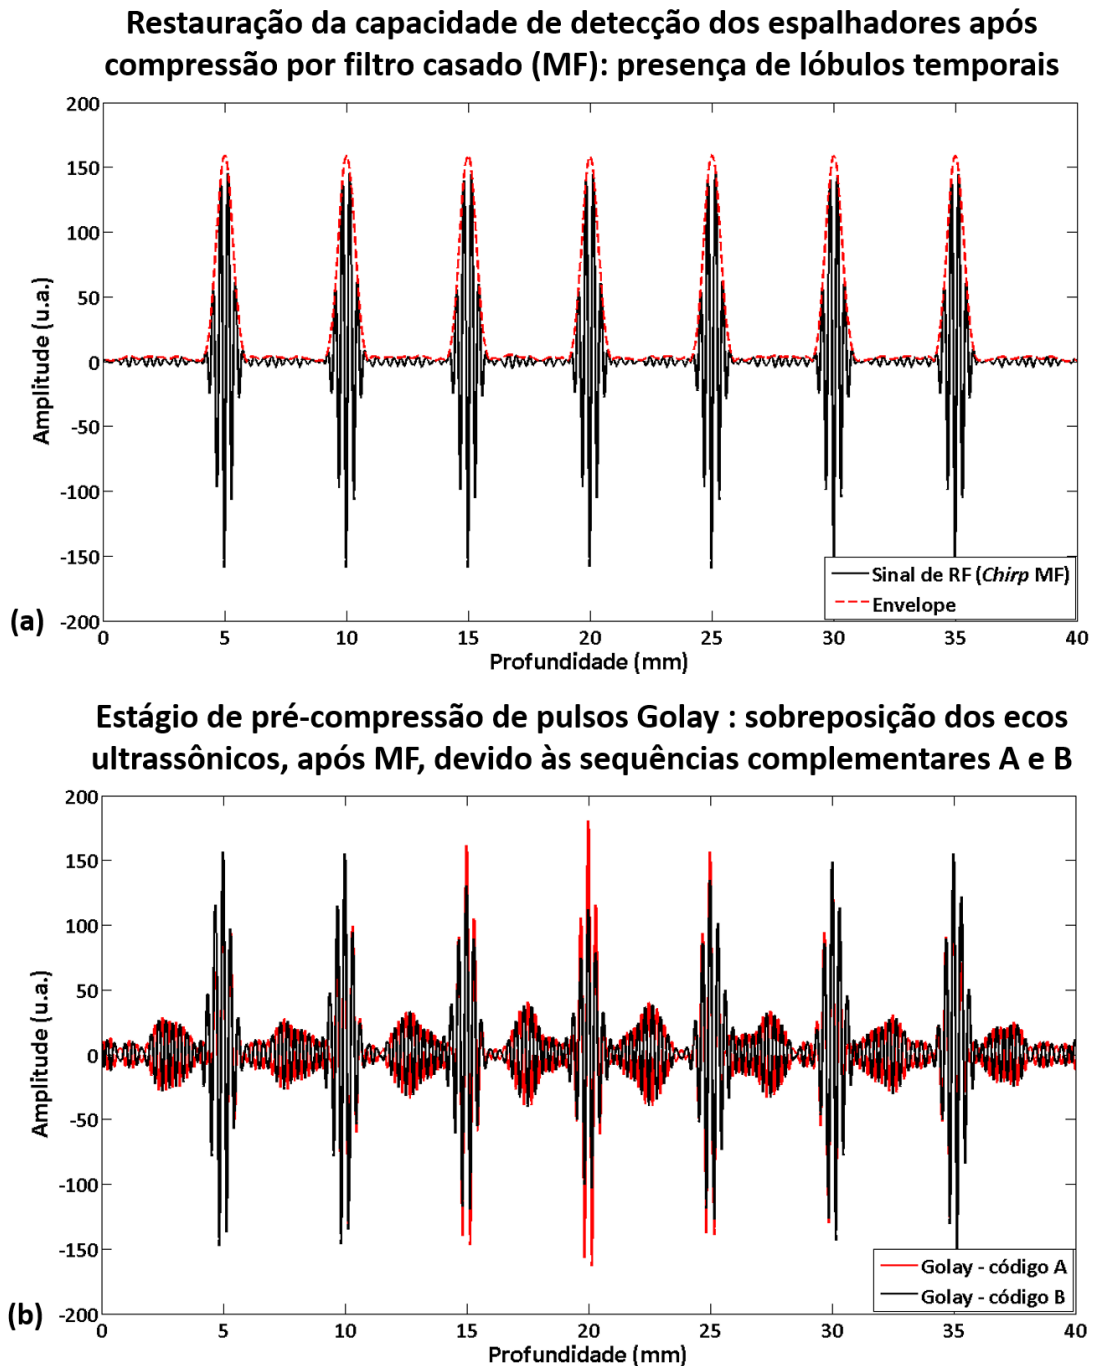 Restauração da capacidade de detecção dos espalhadores após
compressão por filtro casado (MF): presença de lóbulos temporais
200
150
100
50
0
-50
-100
-150
-200
Amplitude (u.a.)
Sinal de RF (Chirp MF)
Envelope
(a)
0 5 10 15 20 25 30 35 40
Profundidade (mm)
Estágio de pré-compressão de pulsos Golay : sobreposição dos ecos
ultrassônicos, após MF, devido às sequências complementares A e B
200
150
100
50
0
-50
-100
-150
-200
Amplitude (u.a.)
Golay - código A
Golay - código B
(b)
0 5 10 15 20 25 30 35 40
Profundidade (mm)